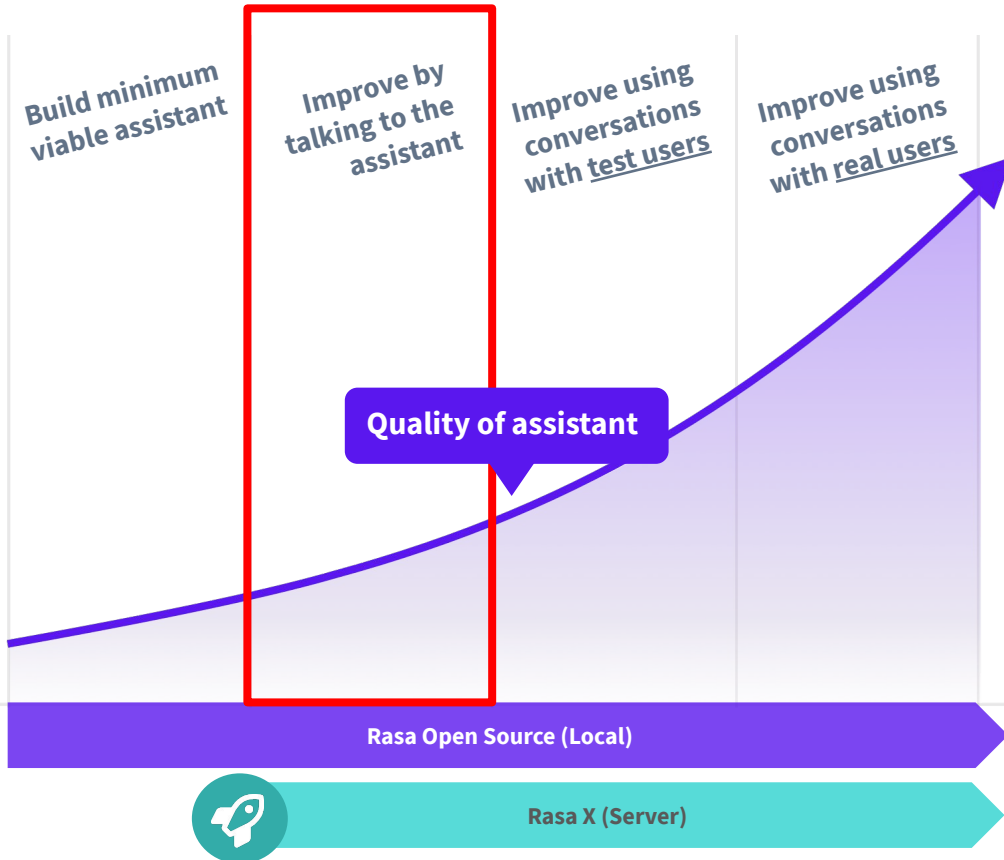 Build minimum
viable assistant
Improve by
talking to the
assistant
Improve using
conversations
with test users
Improve using
conversations
with real users
Quality of assistant
Rasa Open Source (Local)
Rasa X (Server)